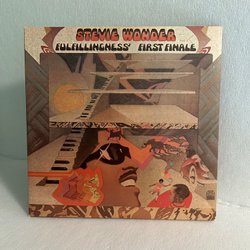 STEVIE WONDER
FULFILLINGNESS' FIRST FINALE